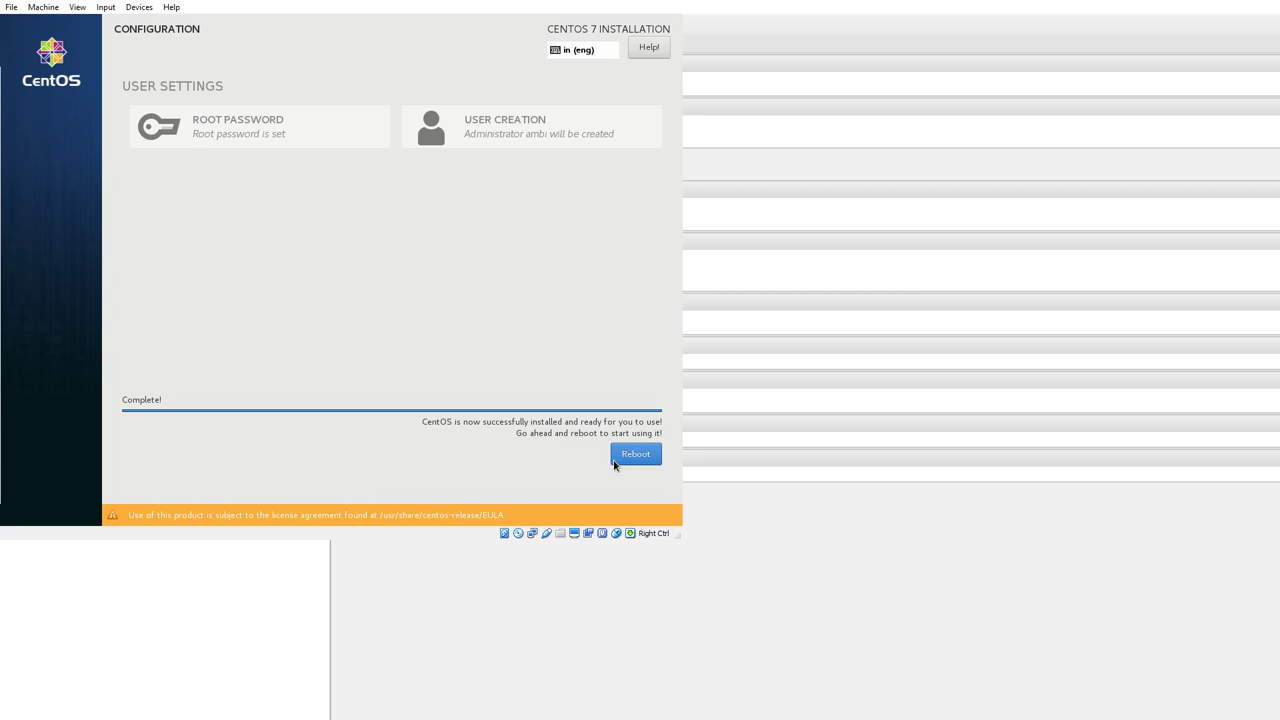 File Machine View Input Devices Help
CONFIGURATION
CENTOS 7 INSTALLATION
in (eng)
Help!
CentOS
USER SETTINGS
ROOT PASSWORD
Root password is set
USER CREATION
Administrator ambi will be created
Complete!
CentOS is now successfully installed and ready for you to use!
Go ahead and reboot to start using it!
Reboot
Use of this product is subject to the license agreement found at /usr/share/centos-release/EULA
Right Ctrl